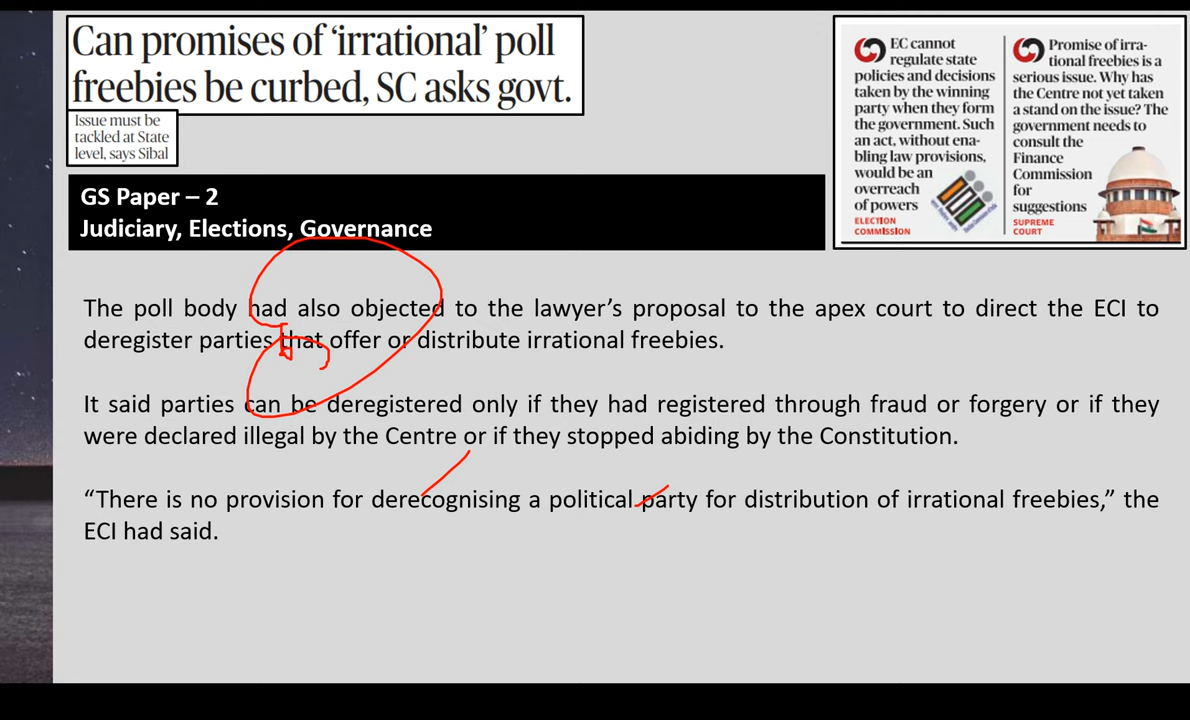 Can promises of ‘irrational’ poll
freebies be curbed, SC asks govt.
Issue must be
tackled at State
level, says Sibal
EC cannot
regulate state
policies and decisions
taken by the winning
party when they form
the government. Such
an act, without ena-
bling law provisions,
would be an
overreach
of powers
ELECTION
COMMISSION
Promise of irra-
tional freebies is a
serious issue. Why has
the Centre not yet taken
a stand on the issue? The
government needs to
consult the
Finance
Commission
for
suggestions
SUPREME
COURT
GS Paper – 2
Judiciary, Elections, Governance
The poll body had also objected to the lawyer’s proposal to the apex court to direct the ECI to
deregister parties that offer or distribute irrational freebies.
It said parties can be deregistered only if they had registered through fraud or forgery or if they
were declared illegal by the Centre or if they stopped abiding by the Constitution.
“There is no provision for derecognising a political party for distribution of irrational freebies,” the
ECI had said.